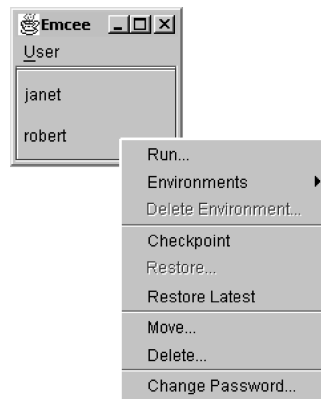 Emcee
User
janet
robert
Run...
Environments
Delete Environment...
Checkpoint
Restore...
Restore Latest
Move...
Delete...
Change Password...